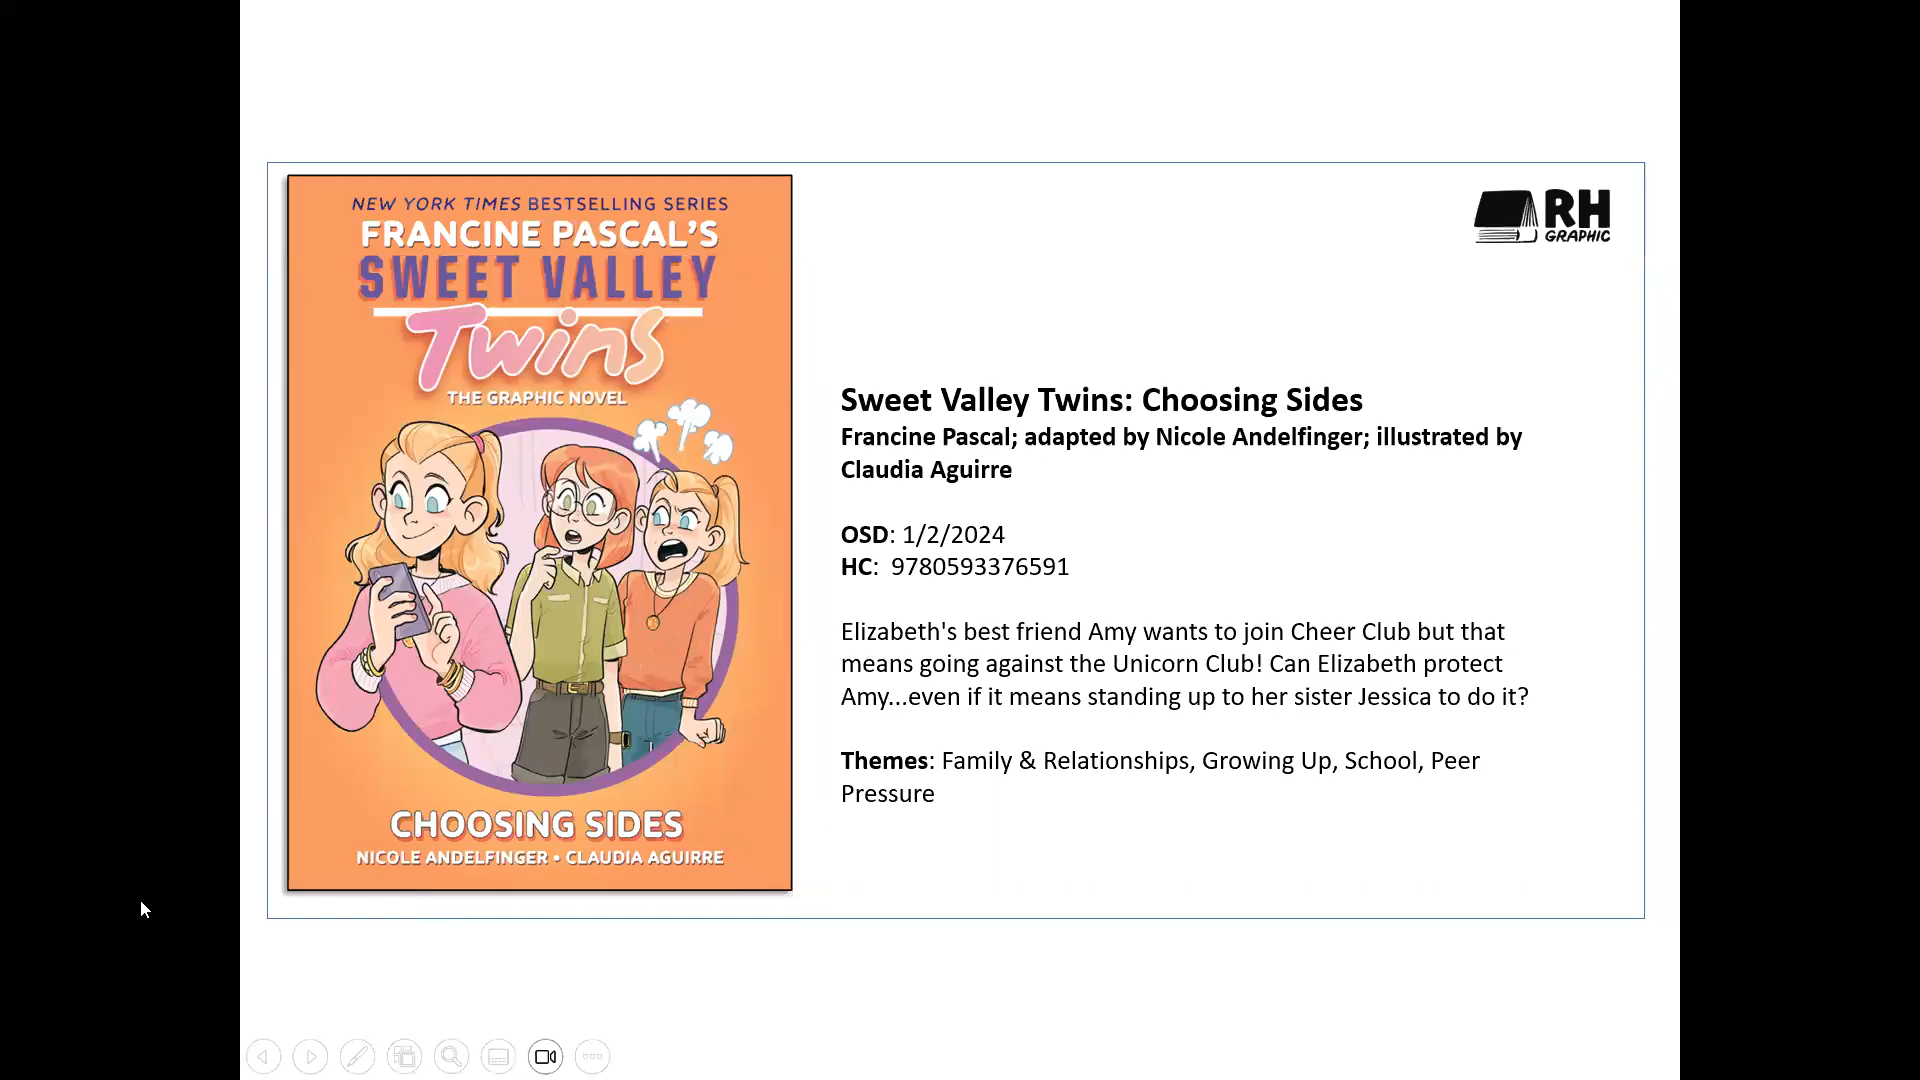 NEW YORK TIMES BESTSELLING SERIES
FRANCINE PASCAL'S
SWEET VALLEY
Twins
THE GRAPHIC NOVEL
CHOOSING SIDES
NICOLE ANDELFINGER • CLAUDIA AGUIRRE
RH
GRAPHIC
Sweet Valley Twins: Choosing Sides
Francine Pascal; adapted by Nicole Andelfinger; illustrated by
Claudia Aguirre
OSD: 1/2/2024
HC:  9780593376591
Elizabeth's best friend Amy wants to join Cheer Club but that
means going against the Unicorn Club! Can Elizabeth protect
Amy...even if it means standing up to her sister Jessica to do it?
Themes: Family & Relationships, Growing Up, School, Peer
Pressure